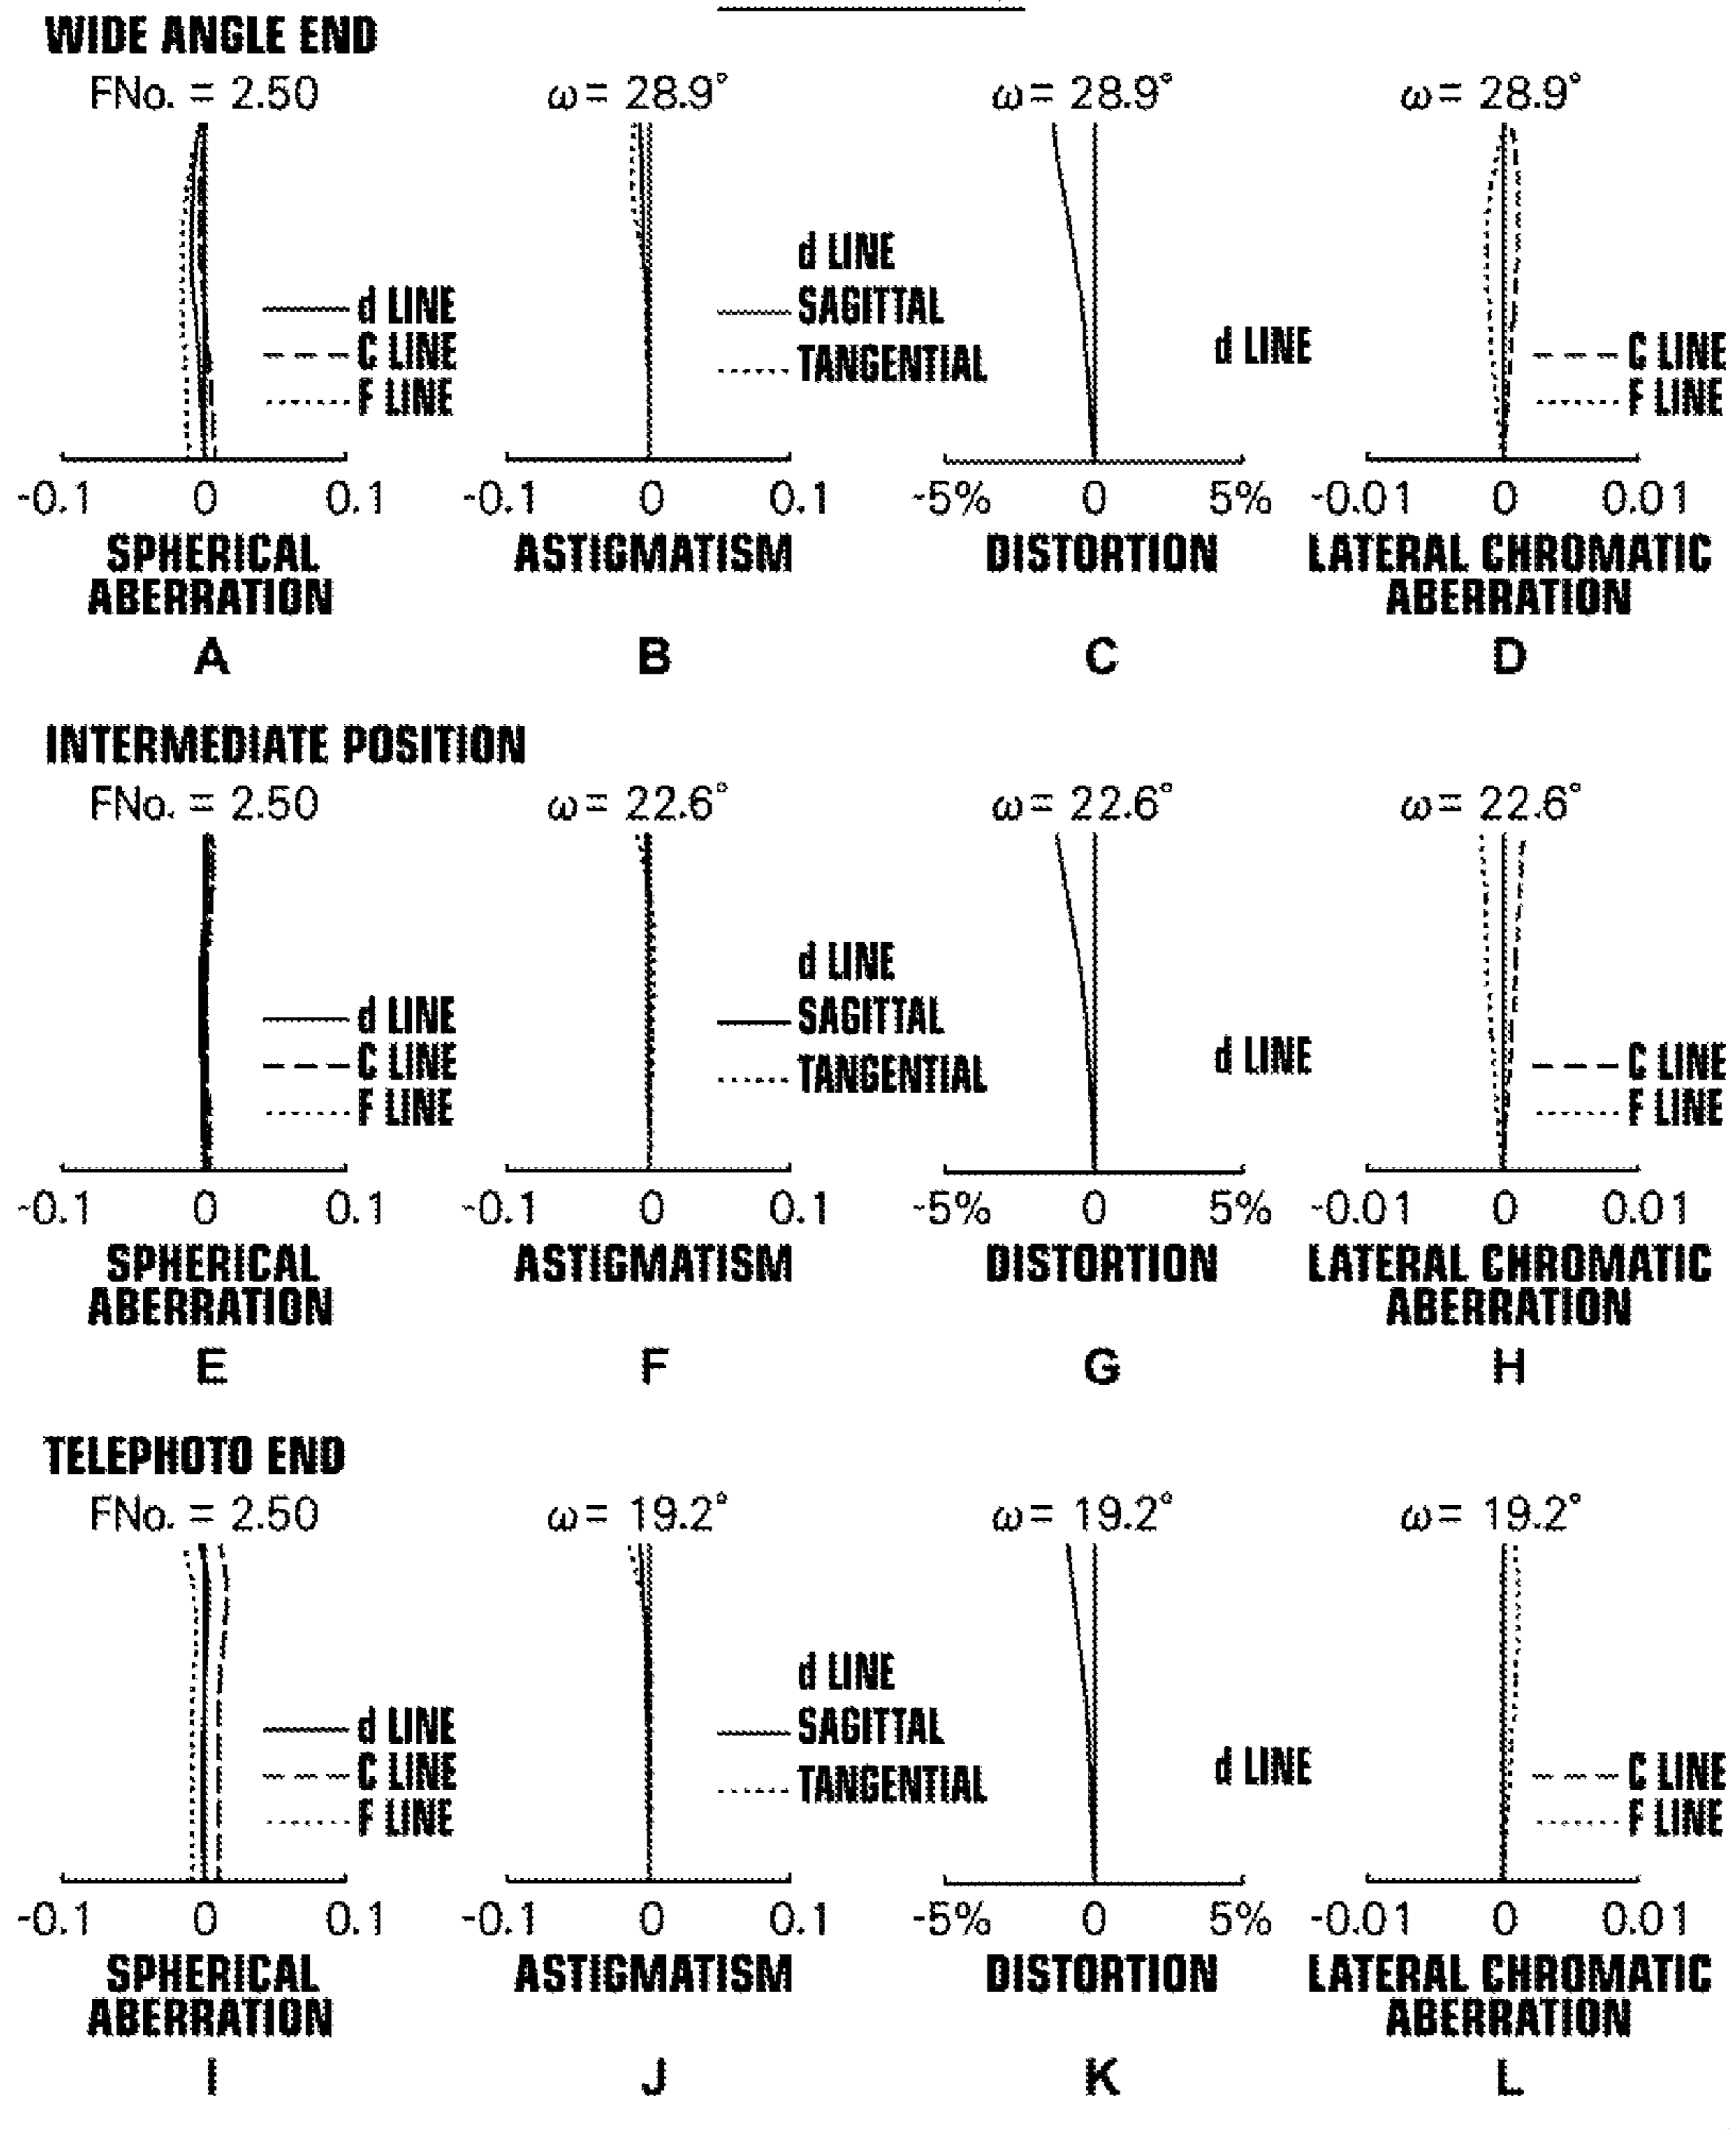 WIDE ANGLE END
FNo. = 2.50
ω= 28.9°
ω= 28.9°
ω= 28.9°
d LINE
C LINE
F LINE
d LINE
SAGITTAL
TANGENTIAL
d LINE
C LINE
F LINE
-0.1 0 0.1
-0.1 0 0.1
-5% 0 5%
-0.01 0 0.01
SPHERICAL
ABERRATION
ASTIGMATISM
DISTORTION
LATERAL CHROMATIC
ABERRATION
A
B
C
D
INTERMEDIATE POSITION
FNo. = 2.50
ω= 22.6°
ω= 22.6°
ω= 22.6°
d LINE
C LINE
F LINE
d LINE
SAGITTAL
TANGENTIAL
d LINE
C LINE
F LINE
-0.1 0 0.1
-0.1 0 0.1
-5% 0 5%
-0.01 0 0.01
SPHERICAL
ABERRATION
ASTIGMATISM
DISTORTION
LATERAL CHROMATIC
ABERRATION
E
F
G
H
TELEPHOTO END
FNo. = 2.50
ω= 19.2°
ω= 19.2°
ω= 19.2°
d LINE
C LINE
F LINE
d LINE
SAGITTAL
TANGENTIAL
d LINE
C LINE
F LINE
-0.1 0 0.1
-0.1 0 0.1
-5% 0 5%
-0.01 0 0.01
SPHERICAL
ABERRATION
ASTIGMATISM
DISTORTION
LATERAL CHROMATIC
ABERRATION
I
J
K
L